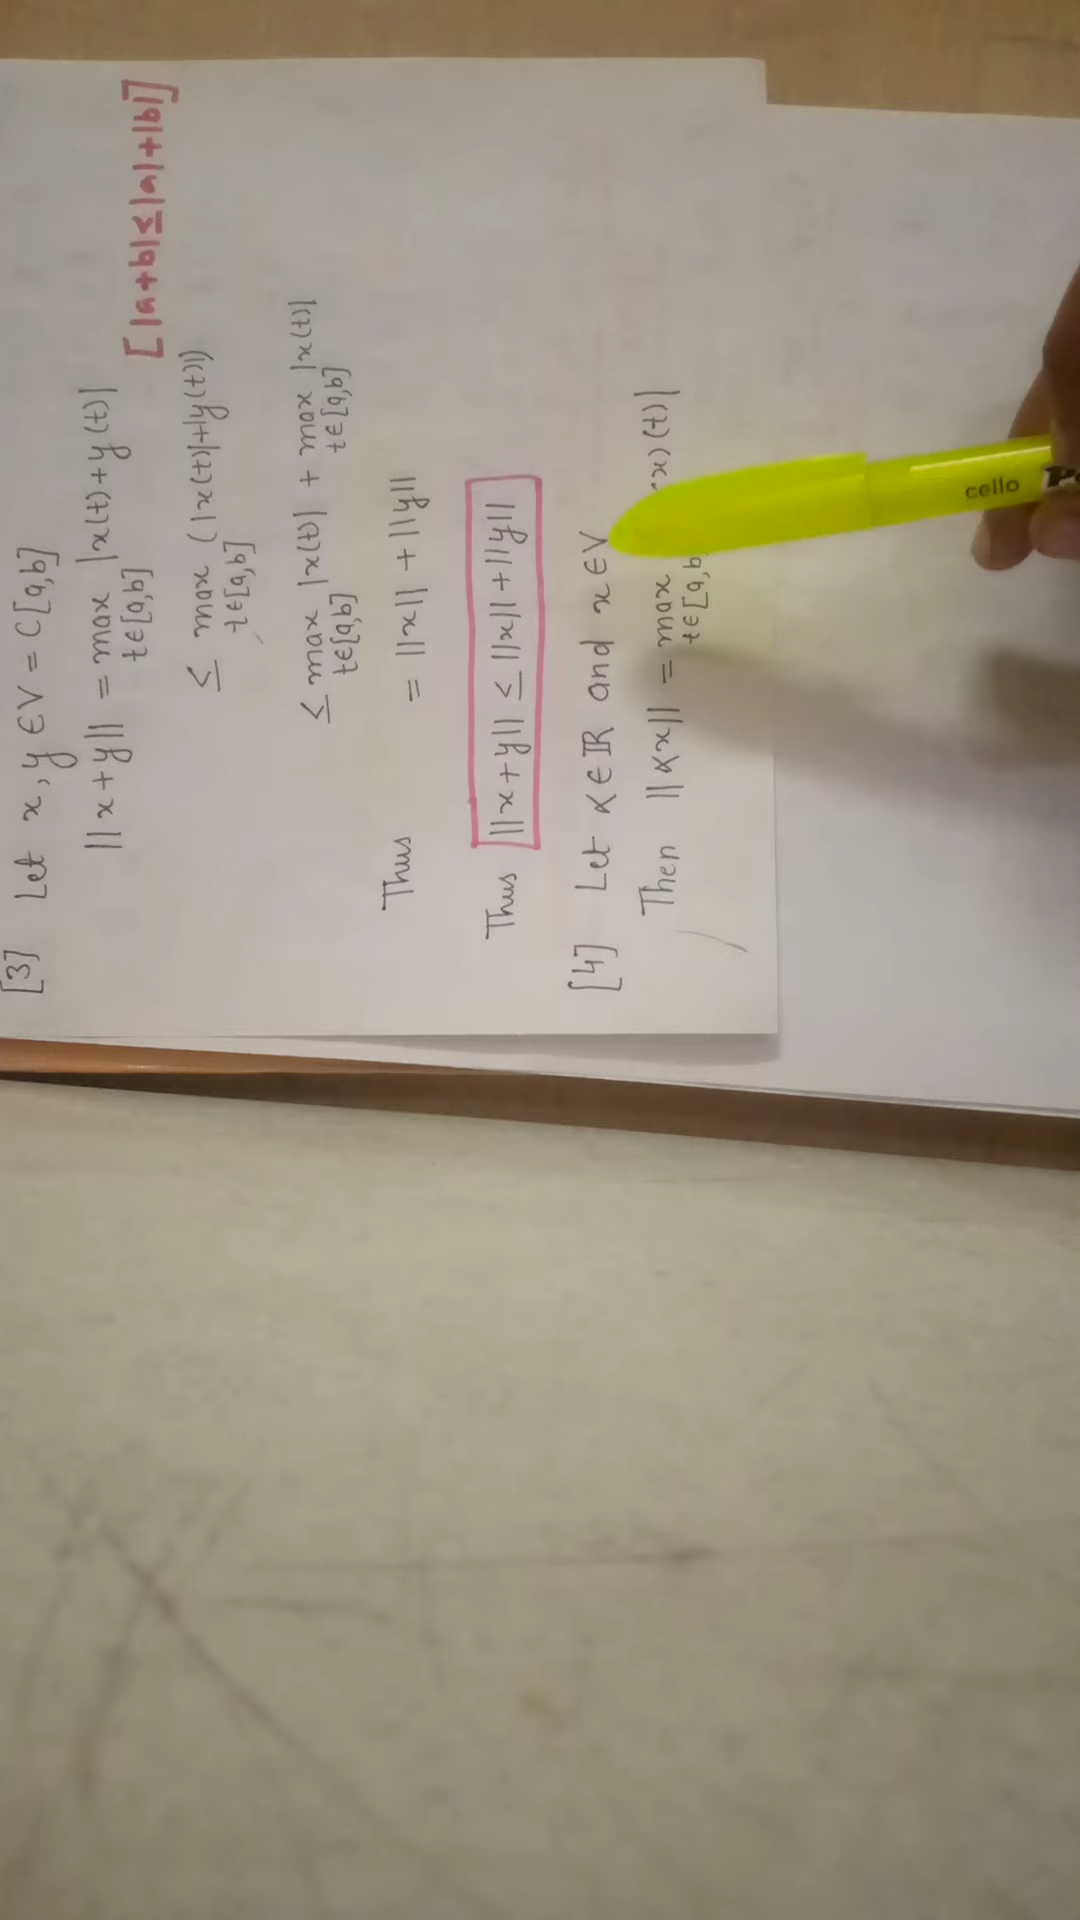 [3] Let x, y ∈ V = C[a,b]
||x+y|| = max |x(t)+y(t)|
t∈[a,b] [|a+b|≤|a|+|b|]
≤ max (|x(t)|+|y(t)|)
t∈[a,b]
≤ max |x(t)| + max |x(t)|
t∈[a,b] t∈[a,b]
Thus = ||x|| + ||y||
Thus ||x+y|| ≤ ||x||+||y||
[4] Let α∈ℝ and x∈V
Then ||αx|| = max x)(t)|
t∈[a,b
cello